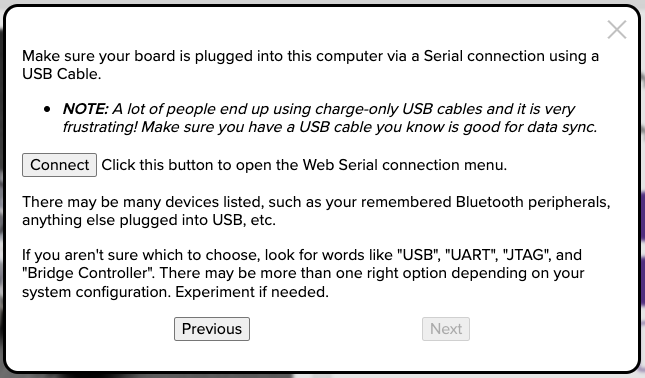 Make sure your board is plugged into this computer via a Serial connection using a
USB Cable.
• NOTE: A lot of people end up using charge-only USB cables and it is very
frustrating! Make sure you have a USB cable you know is good for data sync.
Connect Click this button to open the Web Serial connection menu.
There may be many devices listed, such as your remembered Bluetooth peripherals,
anything else plugged into USB, etc.
If you aren't sure which to choose, look for words like "USB", "UART", "JTAG", and
"Bridge Controller". There may be more than one right option depending on your
system configuration. Experiment if needed.
Previous Next